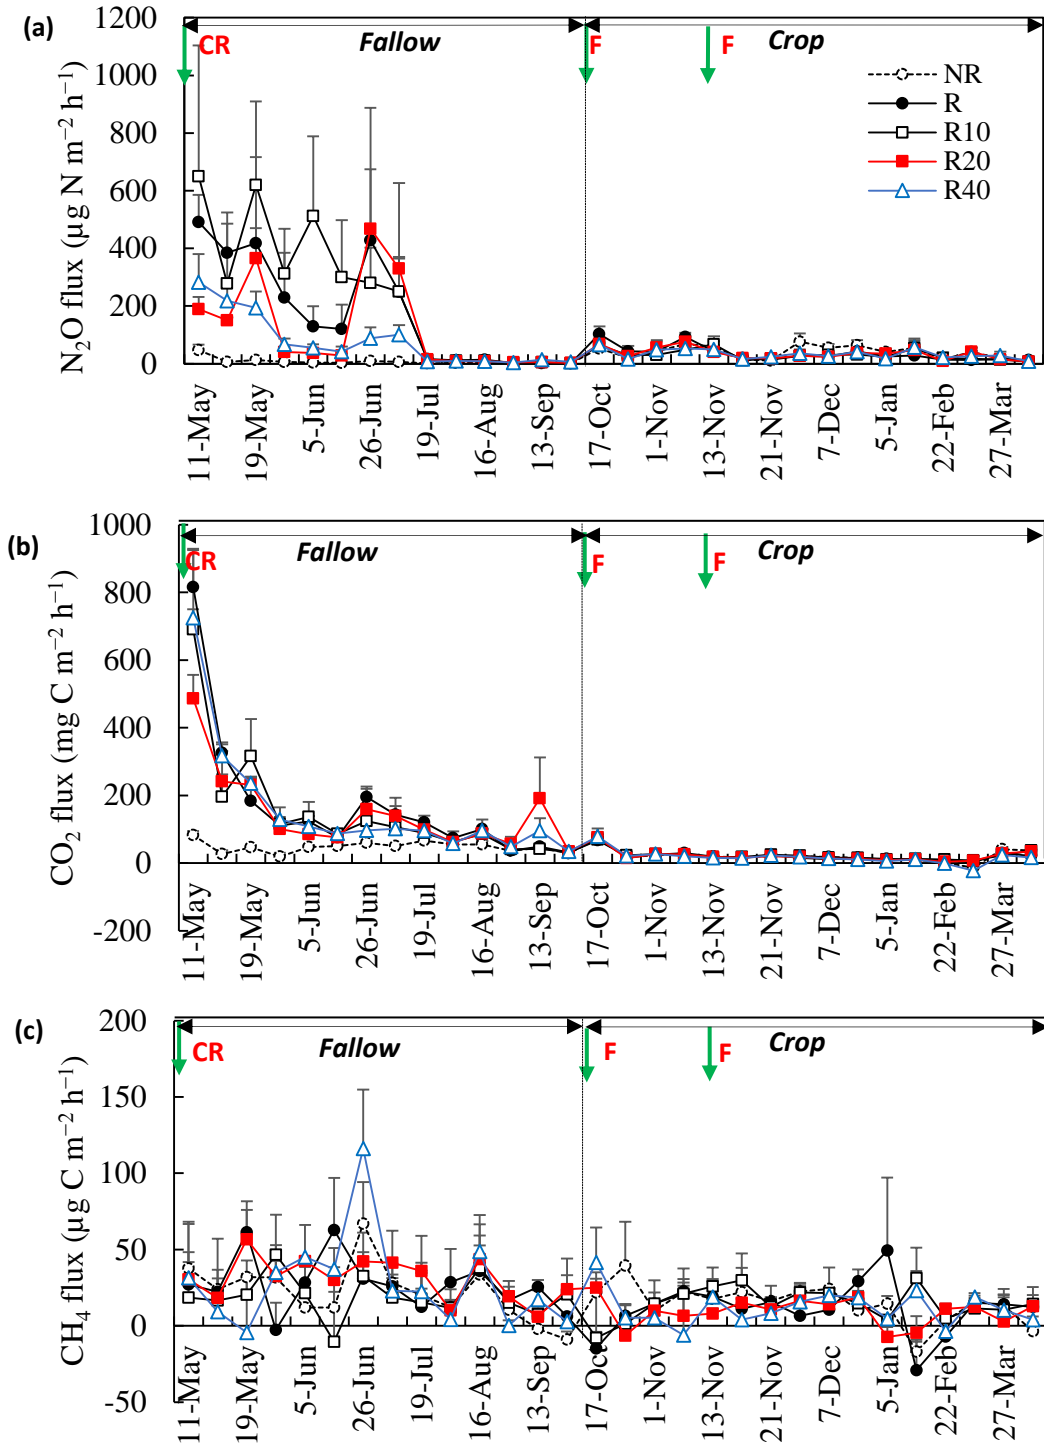 (a)
N₂O flux (µg N m⁻² h⁻¹)
1200
1000
800
600
400
200
0
CR
Fallow
F
F
Crop
NR
R
R10
R20
R40
11-May
19-May
5-Jun
26-Jun
19-Jul
16-Aug
13-Sep
17-Oct
1-Nov
13-Nov
21-Nov
7-Dec
5-Jan
22-Feb
27-Mar
(b)
CO₂ flux (mg C m⁻² h⁻¹)
1000
800
600
400
200
0
-200
CR
Fallow
F
F
Crop
11-May
19-May
5-Jun
26-Jun
19-Jul
16-Aug
13-Sep
17-Oct
1-Nov
13-Nov
21-Nov
7-Dec
5-Jan
22-Feb
27-Mar
(c)
CH₄ flux (µg C m⁻² h⁻¹)
200
150
100
50
0
-50
CR
Fallow
F
F
Crop
11-May
19-May
5-Jun
26-Jun
19-Jul
16-Aug
13-Sep
17-Oct
1-Nov
13-Nov
21-Nov
7-Dec
5-Jan
22-Feb
27-Mar